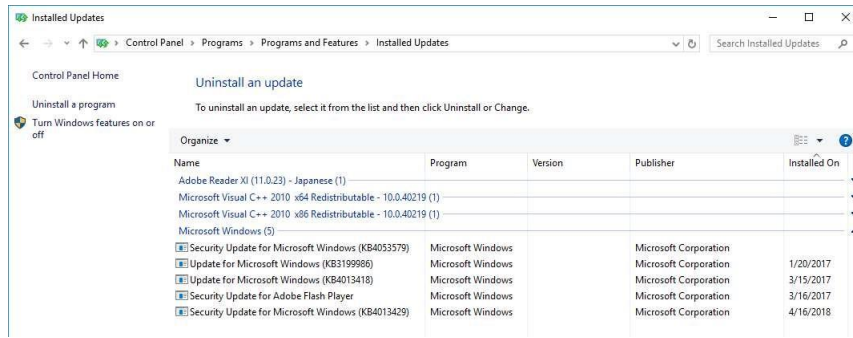 Installed Updates
Control Panel > Programs > Programs and Features > Installed Updates
Search Installed Updates
Control Panel Home
Uninstall a program
Turn Windows features on or
off
Uninstall an update
To uninstall an update, select it from the list and then click Uninstall or Change.
Organize
Name Program Version Publisher Installed On
Adobe Reader XI (11.0.23) - Japanese (1)
Microsoft Visual C++ 2010 x64 Redistributable - 10.0.40219 (1)
Microsoft Visual C++ 2010 x86 Redistributable - 10.0.40219 (1)
Microsoft Windows (5)
Security Update for Microsoft Windows (KB4053579) Microsoft Windows Microsoft Corporation
Update for Microsoft Windows (KB3199986) Microsoft Windows Microsoft Corporation 1/20/2017
Update for Microsoft Windows (KB4013418) Microsoft Windows Microsoft Corporation 3/15/2017
Security Update for Adobe Flash Player Microsoft Windows Microsoft Corporation 3/16/2017
Security Update for Microsoft Windows (KB4013429) Microsoft Windows Microsoft Corporation 4/16/2018